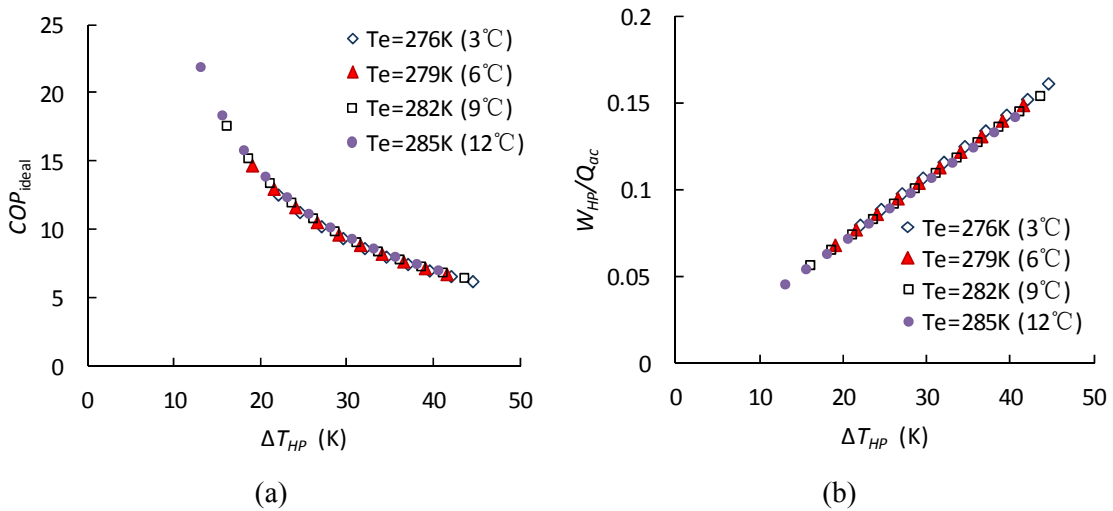 COP_ideal
25
20
15
10
5
0
0 10 20 30 40 50
ΔT_HP (K)
Te=276K (3℃)
Te=279K (6℃)
Te=282K (9℃)
Te=285K (12℃)
(a)
W_HP/Q_ac
0.2
0.15
0.1
0.05
0
0 10 20 30 40 50
ΔT_HP (K)
Te=276K (3℃)
Te=279K (6℃)
Te=282K (9℃)
Te=285K (12℃)
(b)